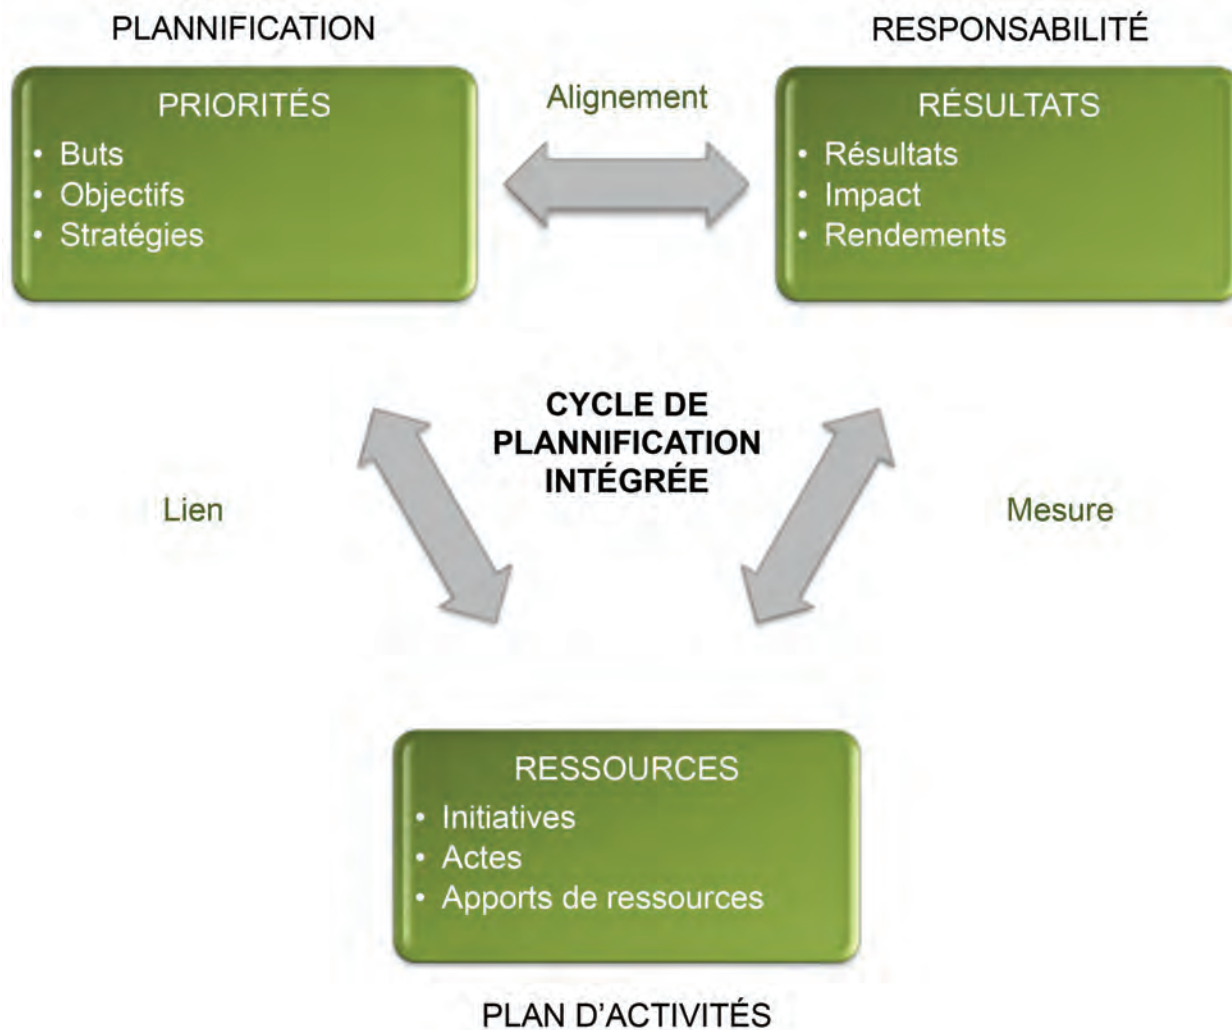 PLANNIFICATION
RESPONSABILITÉ
PRIORITÉS
• Buts
• Objectifs
• Stratégies
Alignement
RÉSULTATS
• Résultats
• Impact
• Rendements
CYCLE DE
PLANNIFICATION
INTÉGRÉE
Lien
Mesure
RESSOURCES
• Initiatives
• Actes
• Apports de ressources
PLAN D'ACTIVITÉS